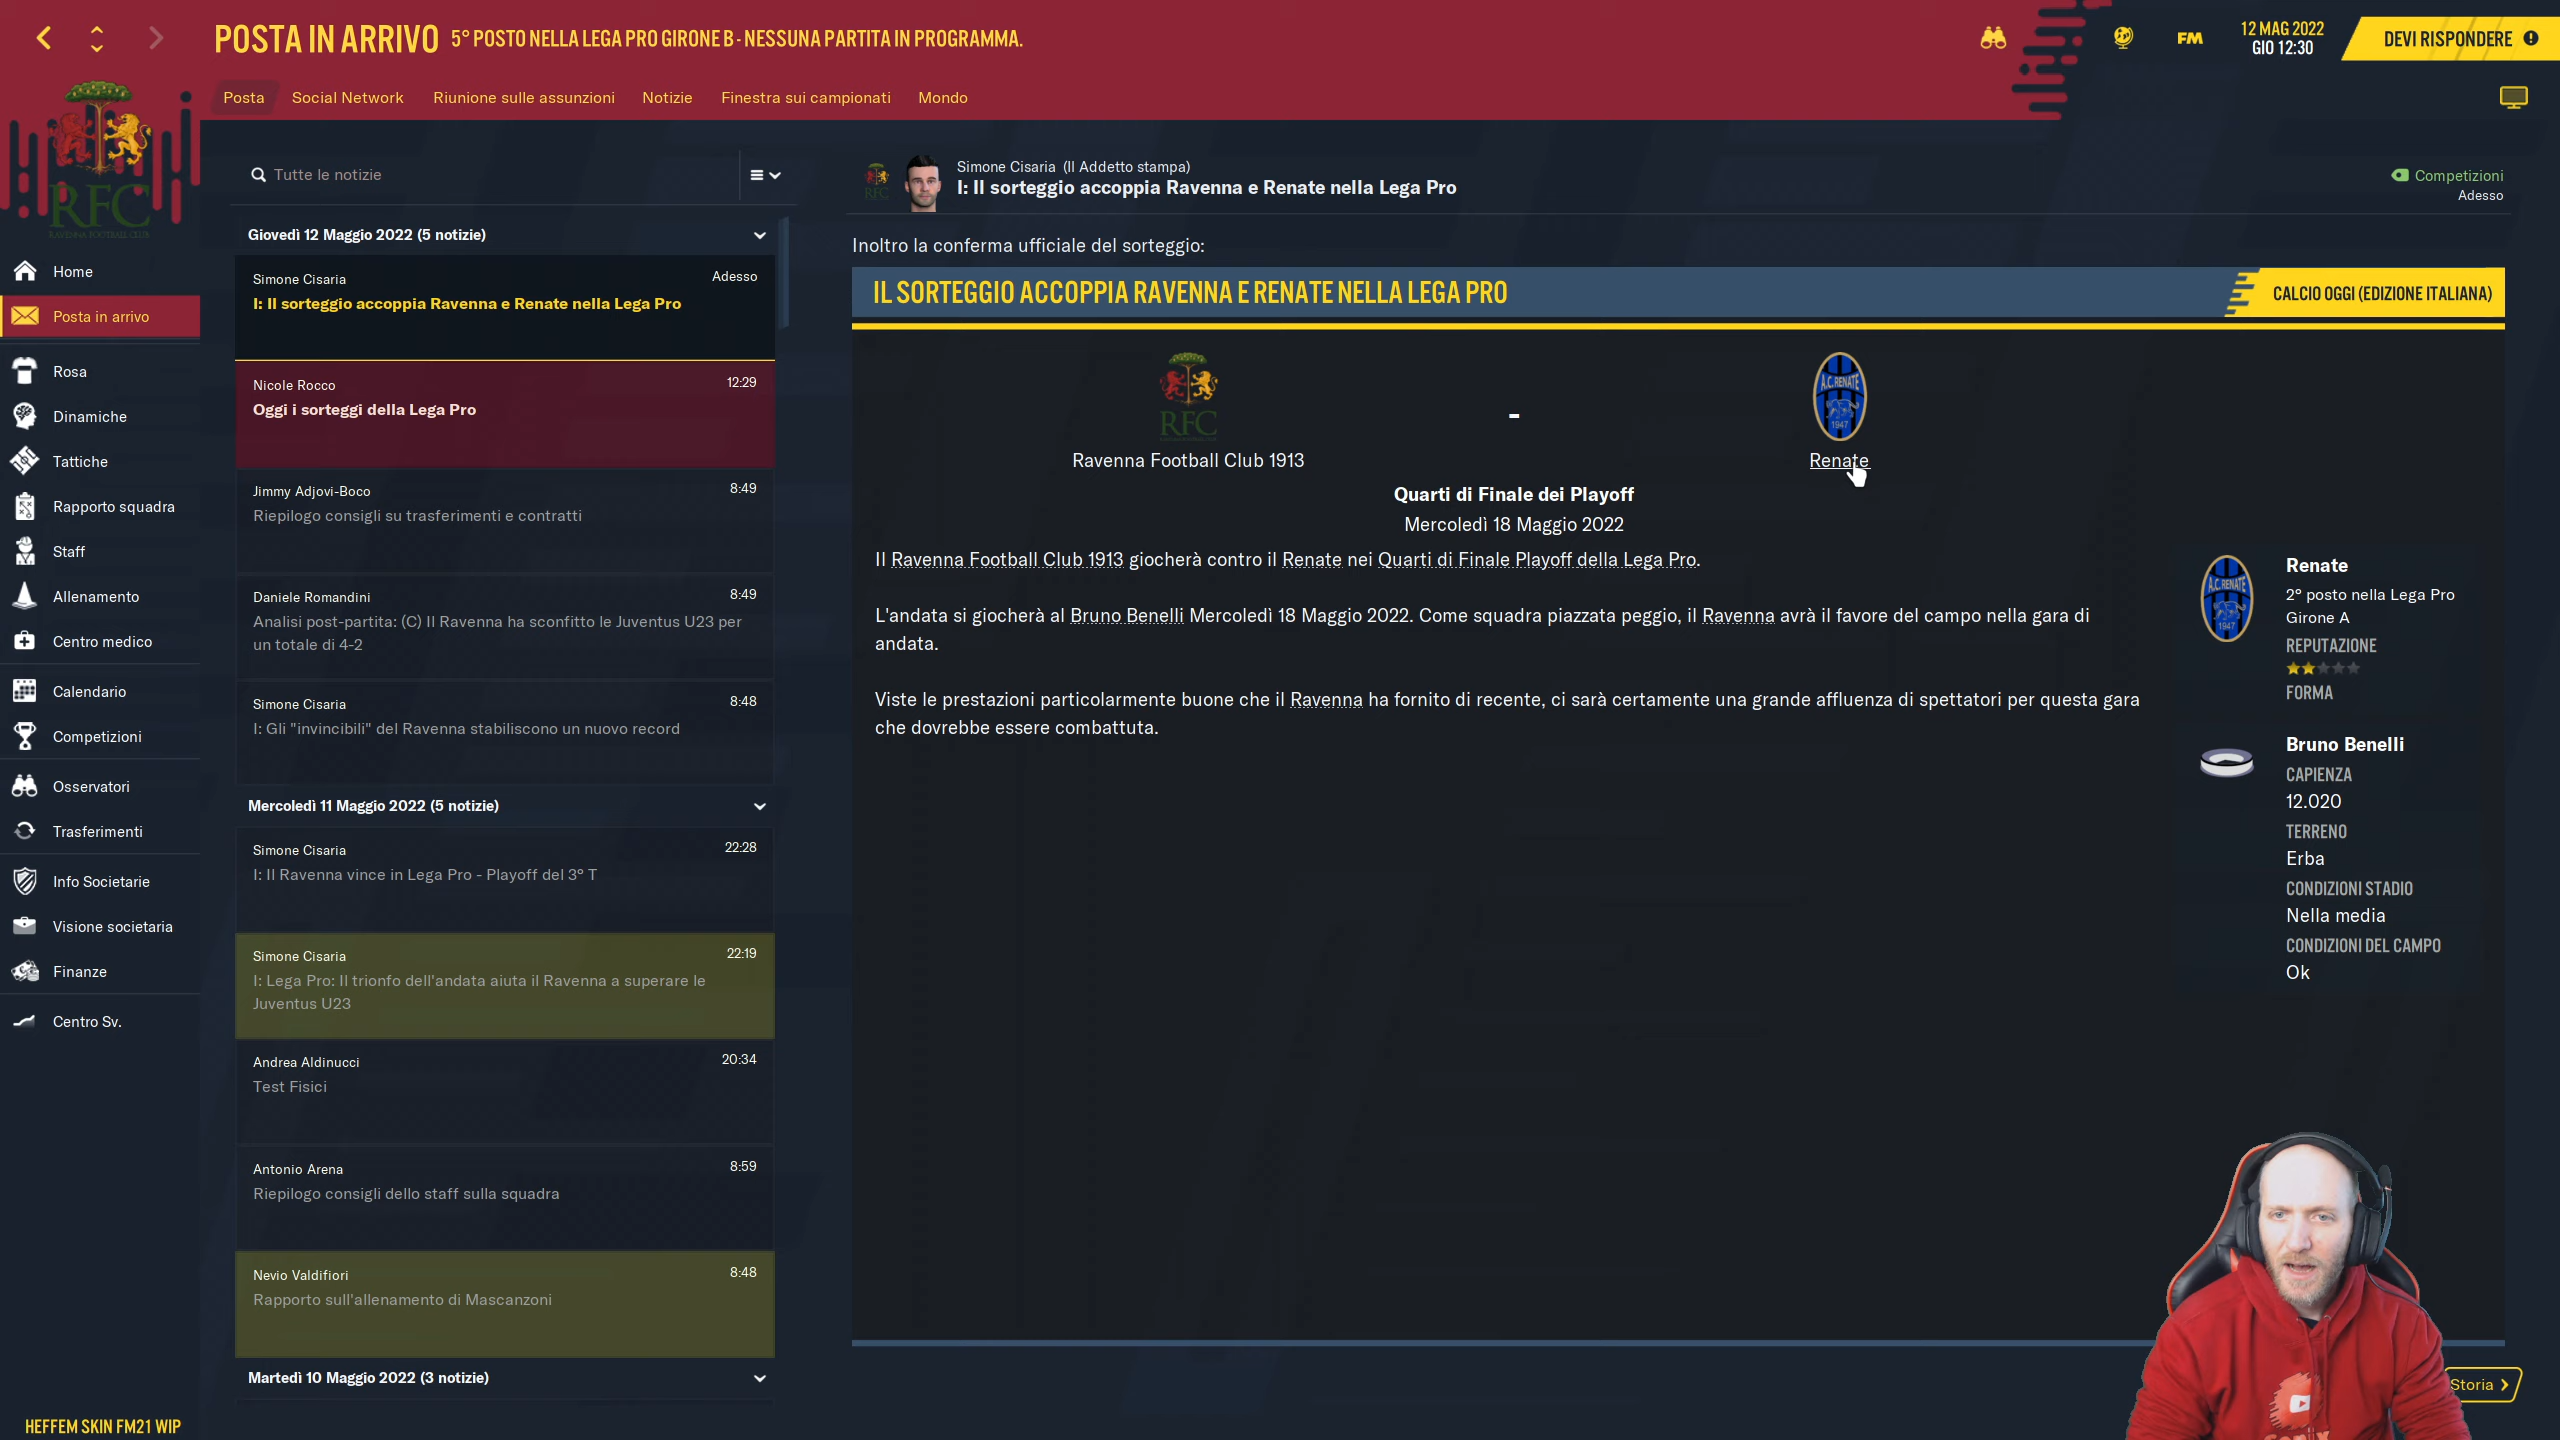 POSTA IN ARRIVO 5° POSTO NELLA LEGA PRO GIRONE B - NESSUNA PARTITA IN PROGRAMMA.
FM
12 MAG 2022
GIO 12:30
DEVI RISPONDERE
Posta Social Network Riunione sulle assunzioni Notizie Finestra sui campionati Mondo
RFC
RAVENNA FOOTBALL CLUB
Home
Posta in arrivo
Rosa
Dinamiche
Tattiche
Rapporto squadra
Staff
Allenamento
Centro medico
Calendario
Competizioni
Osservatori
Trasferimenti
Info Societarie
Visione societaria
Finanze
Centro Sv.
HEFFEM SKIN FM21 WIP
Tutte le notizie
Giovedì 12 Maggio 2022 (5 notizie)
Simone Cisaria Adesso
I: Il sorteggio accoppia Ravenna e Renate nella Lega Pro
Nicole Rocco 12:29
Oggi i sorteggi della Lega Pro
Jimmy Adjovi-Boco 8:49
Riepilogo consigli su trasferimenti e contratti
Daniele Romandini 8:49
Analisi post-partita: (C) Il Ravenna ha sconfitto le Juventus U23 per
un totale di 4-2
Simone Cisaria 8:48
I: Gli "invincibili" del Ravenna stabiliscono un nuovo record
Mercoledì 11 Maggio 2022 (5 notizie)
Simone Cisaria 22:28
I: Il Ravenna vince in Lega Pro - Playoff del 3° T
Simone Cisaria 22:19
I: Lega Pro: Il trionfo dell'andata aiuta il Ravenna a superare le
Juventus U23
Andrea Aldinucci 20:34
Test Fisici
Antonio Arena 8:59
Riepilogo consigli dello staff sulla squadra
Nevio Valdifiori 8:48
Rapporto sull'allenamento di Mascanzoni
Martedì 10 Maggio 2022 (3 notizie)
RFC
Simone Cisaria (Il Addetto stampa)
I: Il sorteggio accoppia Ravenna e Renate nella Lega Pro
Competizioni
Adesso
Inoltro la conferma ufficiale del sorteggio:
IL SORTEGGIO ACCOPPIA RAVENNA E RENATE NELLA LEGA PRO
CALCIO OGGI (EDIZIONE ITALIANA)
RFC
A.C. RENATE
1947
-
Ravenna Football Club 1913
Renate
Quarti di Finale dei Playoff
Mercoledì 18 Maggio 2022
Il Ravenna Football Club 1913 giocherà contro il Renate nei Quarti di Finale Playoff della Lega Pro.
L'andata si giocherà al Bruno Benelli Mercoledì 18 Maggio 2022. Come squadra piazzata peggio, il Ravenna avrà il favore del campo nella gara di
andata.
Viste le prestazioni particolarmente buone che il Ravenna ha fornito di recente, ci sarà certamente una grande affluenza di spettatori per questa gara
che dovrebbe essere combattuta.
A.C. RENATE
1947
Renate
2° posto nella Lega Pro
Girone A
REPUTAZIONE
FORMA
Bruno Benelli
CAPIENZA
12.020
TERRENO
Erba
CONDIZIONI STADIO
Nella media
CONDIZIONI DEL CAMPO
Ok
Storia